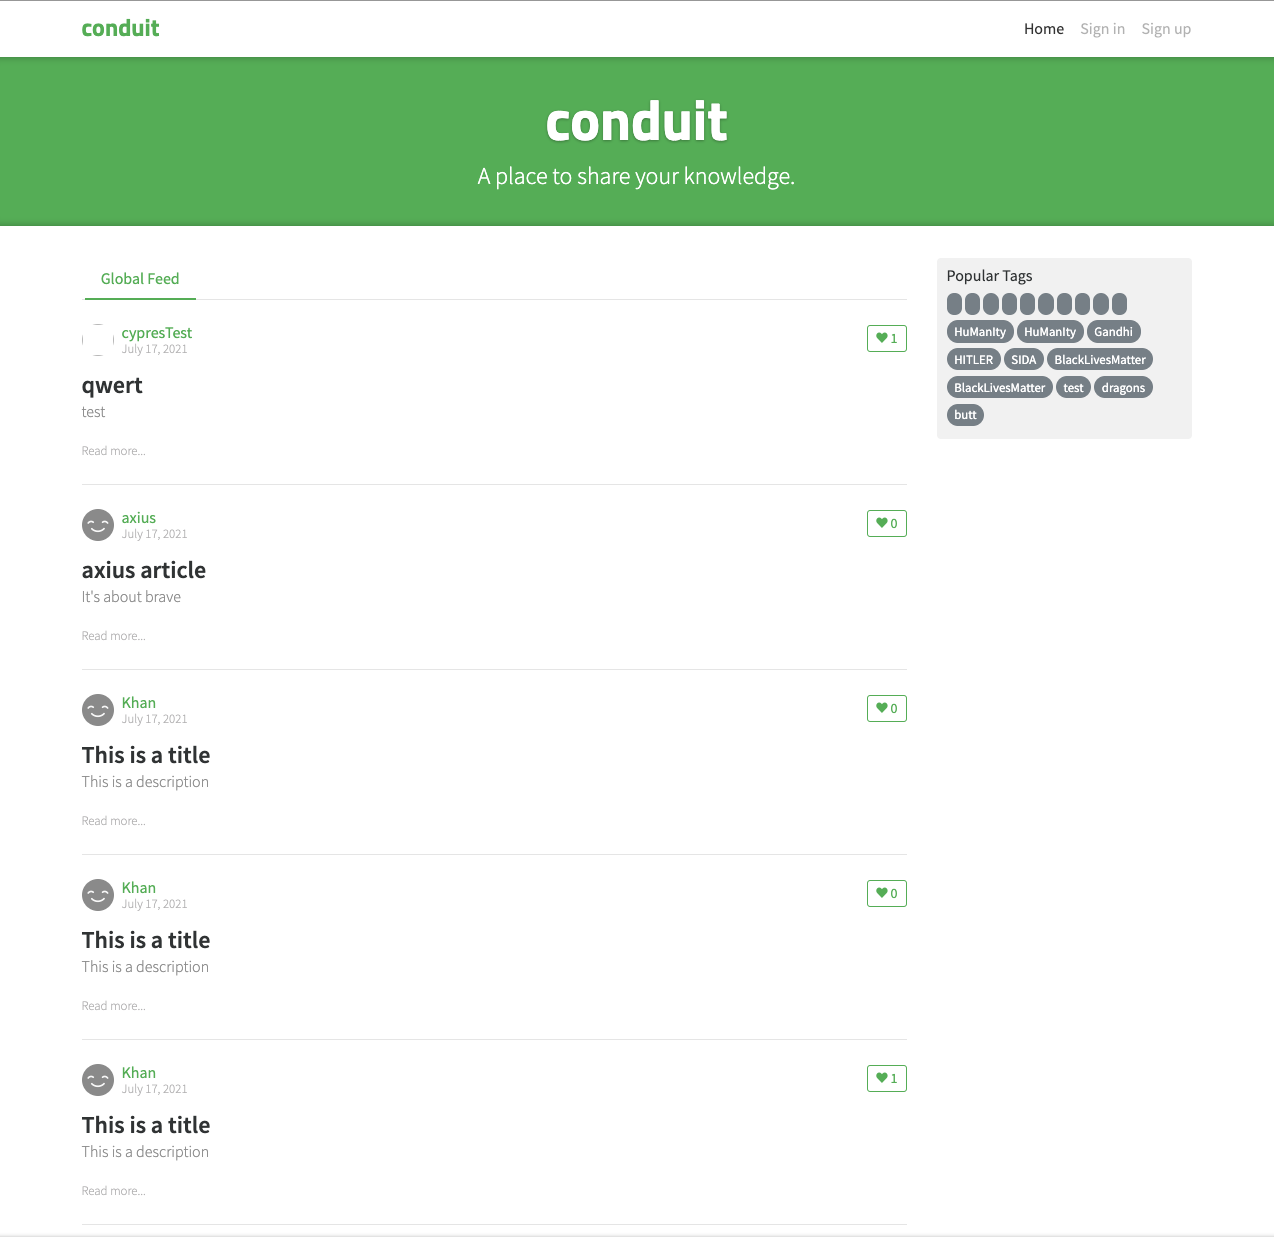 conduit
Home Sign in Sign up
conduit
A place to share your knowledge.
Global Feed
cypresTest
July 17, 2021
1
qwert
test
Read more...
axius
July 17, 2021
0
axius article
It's about brave
Read more...
Khan
July 17, 2021
0
This is a title
This is a description
Read more...
Khan
July 17, 2021
0
This is a title
This is a description
Read more...
Khan
July 17, 2021
1
This is a title
This is a description
Read more...
Popular Tags
HuManIty HuManIty Gandhi
HITLER SIDA BlackLivesMatter
BlackLivesMatter test dragons
butt